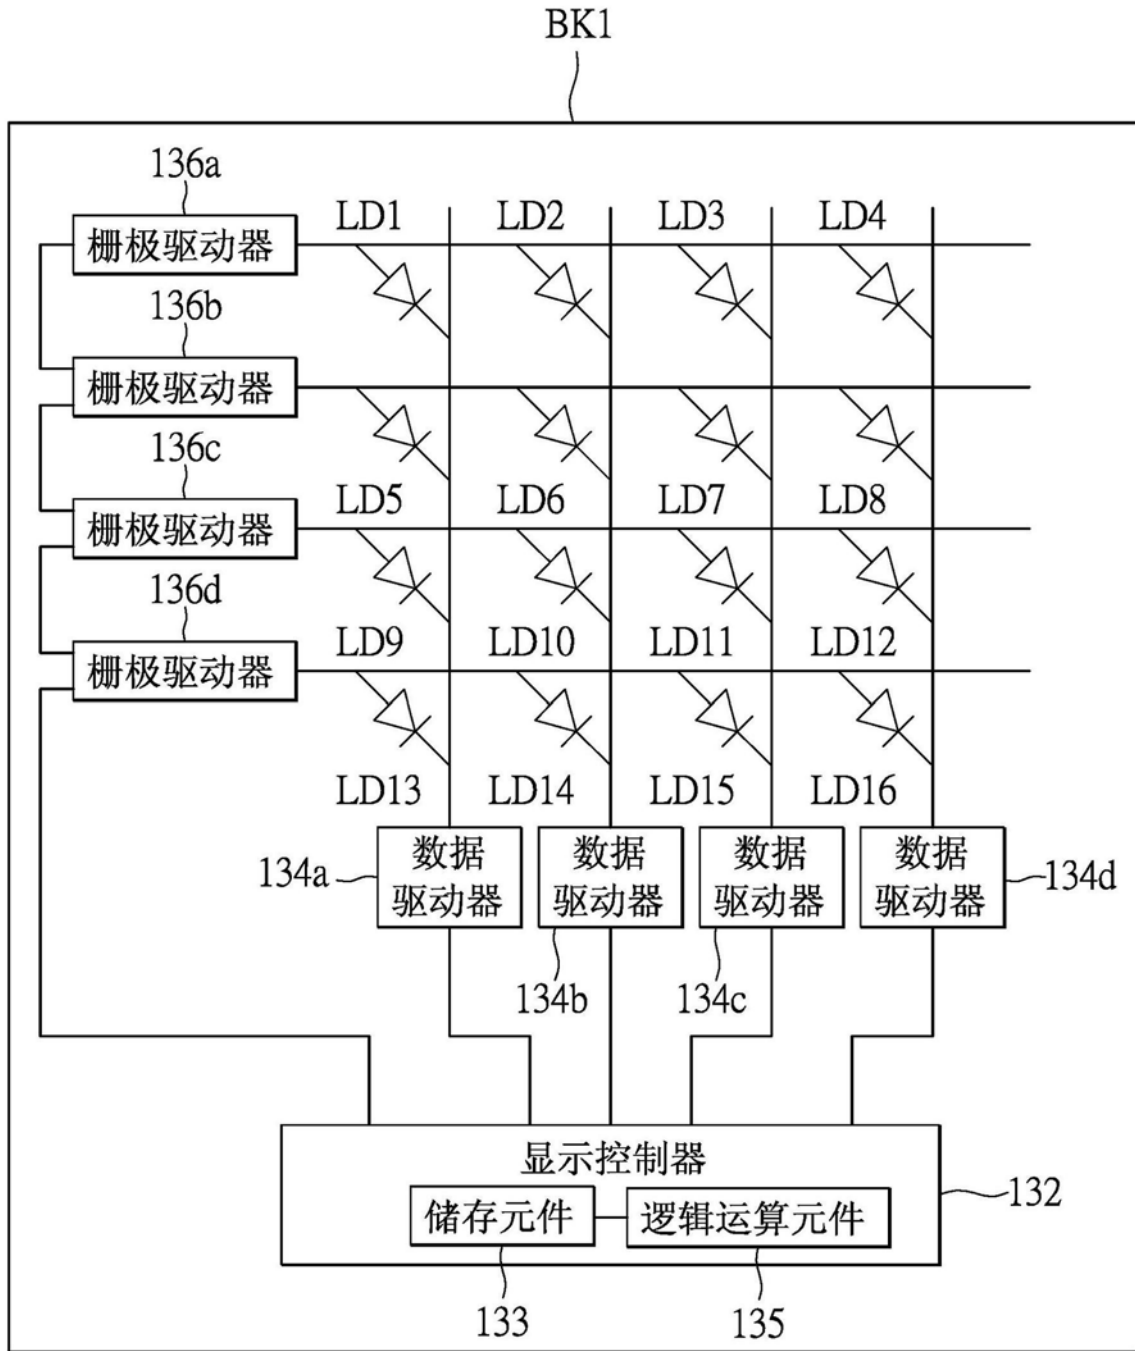 BK1
136a
栅极驱动器
LD1 LD2 LD3 LD4
136b
栅极驱动器
136c
栅极驱动器
LD5 LD6 LD7 LD8
136d
栅极驱动器
LD9 LD10 LD11 LD12
LD13 LD14 LD15 LD16
134a
数据
驱动器
数据
驱动器
数据
驱动器
数据
驱动器
134d
134b
134c
显示控制器
储存元件
逻辑运算元件
132
133
135